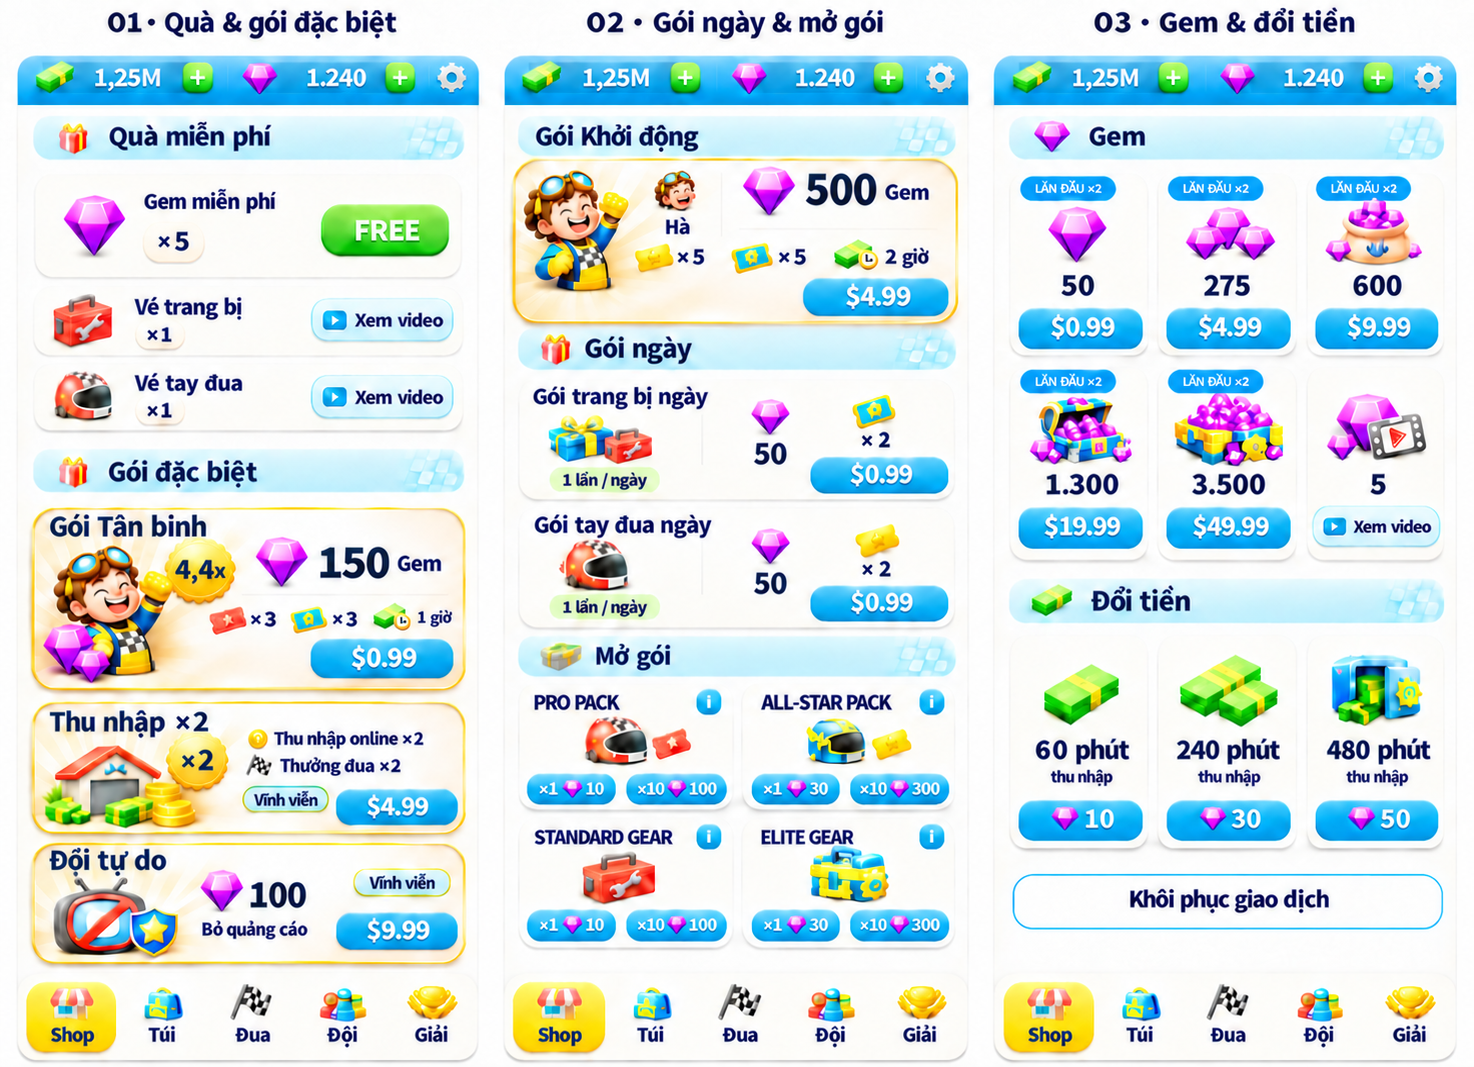 01 • Quà & gói đặc biệt
1,25M
+
1.240
+
Quà miễn phí
Gem miễn phí
×5
FREE
Vé trang bị
×1
Xem video
Vé tay đua
×1
Xem video
Gói đặc biệt
Gói Tân binh
4,4x
150 Gem
×3
×3
1 giờ
$0.99
Thu nhập ×2
×2
Thu nhập online ×2
Thưởng đua ×2
Vĩnh viễn
$4.99
Đội tự do
100
Bỏ quảng cáo
Vĩnh viễn
$9.99
Shop
Túi
Đua
Đội
Giải
02 • Gói ngày & mở gói
1,25M
+
1.240
+
Gói Khởi động
Hà
500 Gem
×5
×5
2 giờ
$4.99
Gói ngày
Gói trang bị ngày
1 lần / ngày
50
×2
$0.99
Gói tay đua ngày
1 lần / ngày
50
×2
$0.99
Mở gói
PRO PACK
i
×1 10
×10 100
ALL-STAR PACK
i
×1 30
×10 300
STANDARD GEAR
i
×1 10
×10 100
ELITE GEAR
i
×1 30
×10 300
Shop
Túi
Đua
Đội
Giải
03 • Gem & đổi tiền
1,25M
+
1.240
+
Gem
LẦN ĐẦU ×2
50
$0.99
LẦN ĐẦU ×2
275
$4.99
LẦN ĐẦU ×2
600
$9.99
LẦN ĐẦU ×2
1.300
$19.99
LẦN ĐẦU ×2
3.500
$49.99
5
Xem video
Đổi tiền
60 phút
thu nhập
10
240 phút
thu nhập
30
480 phút
thu nhập
50
Khôi phục giao dịch
Shop
Túi
Đua
Đội
Giải